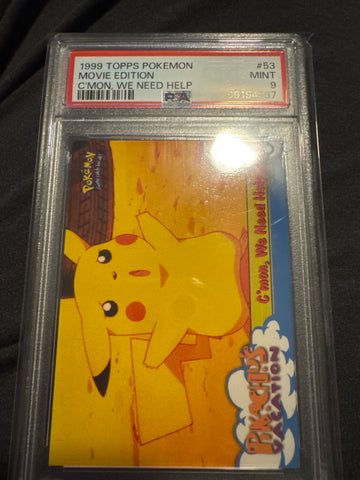 1999 TOPPS POKEMON #53
MOVIE EDITION MINT
C'MON, WE NEED HELP 9
PSA
POKéMON
C'mon, We Need Help
PIKACHU'S
VACATION